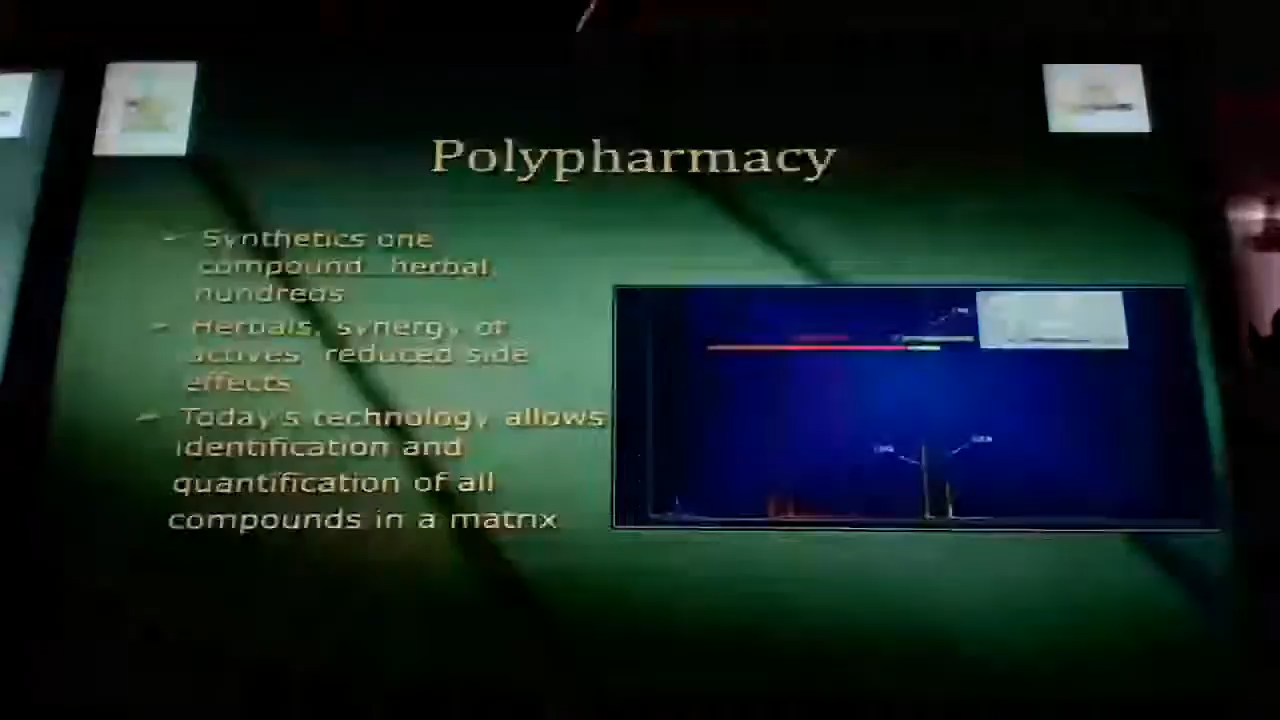 Polypharmacy
Synthetics one
compound herbal
hundreds
Herbals, synergy of
actives reduced side
effects
Today's technology allows
identification and
quantification of all
compounds in a matrix